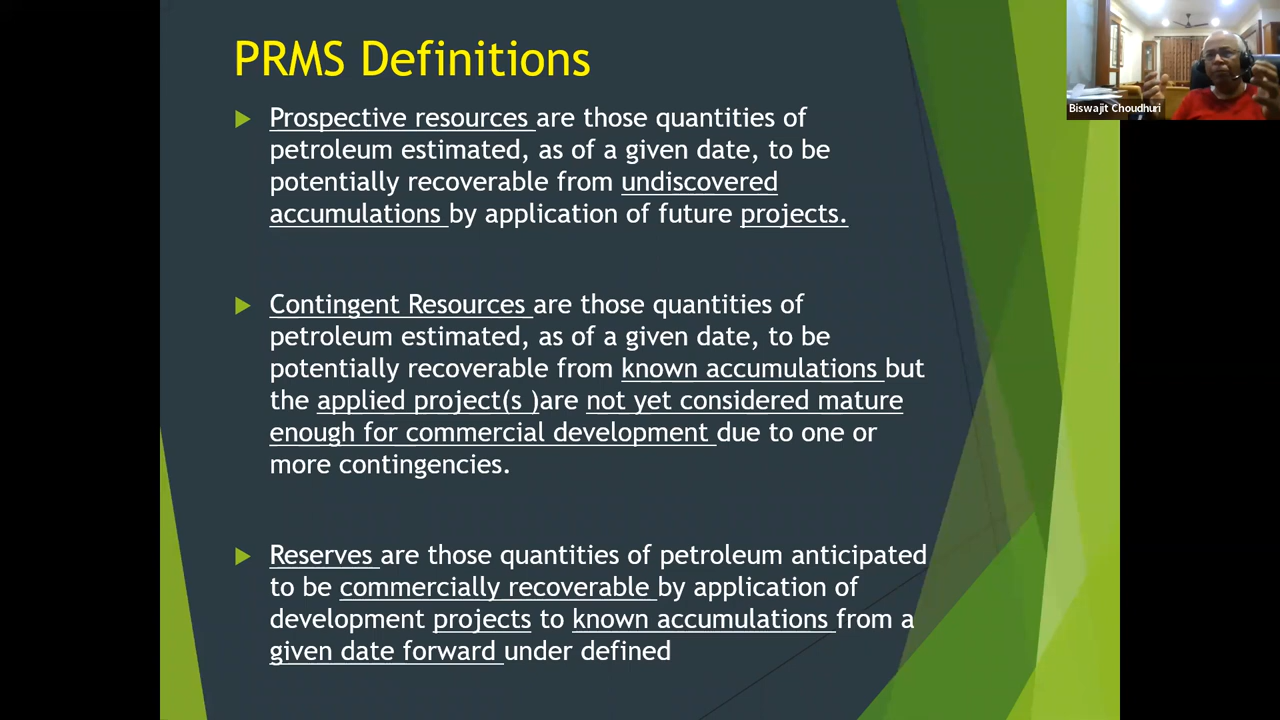 PRMS Definitions
Prospective resources are those quantities of
petroleum estimated, as of a given date, to be
potentially recoverable from undiscovered
accumulations by application of future projects.
Contingent Resources are those quantities of
petroleum estimated, as of a given date, to be
potentially recoverable from known accumulations but
the applied project(s )are not yet considered mature
enough for commercial development due to one or
more contingencies.
Reserves are those quantities of petroleum anticipated
to be commercially recoverable by application of
development projects to known accumulations from a
given date forward under defined
Biswajit Choudhuri